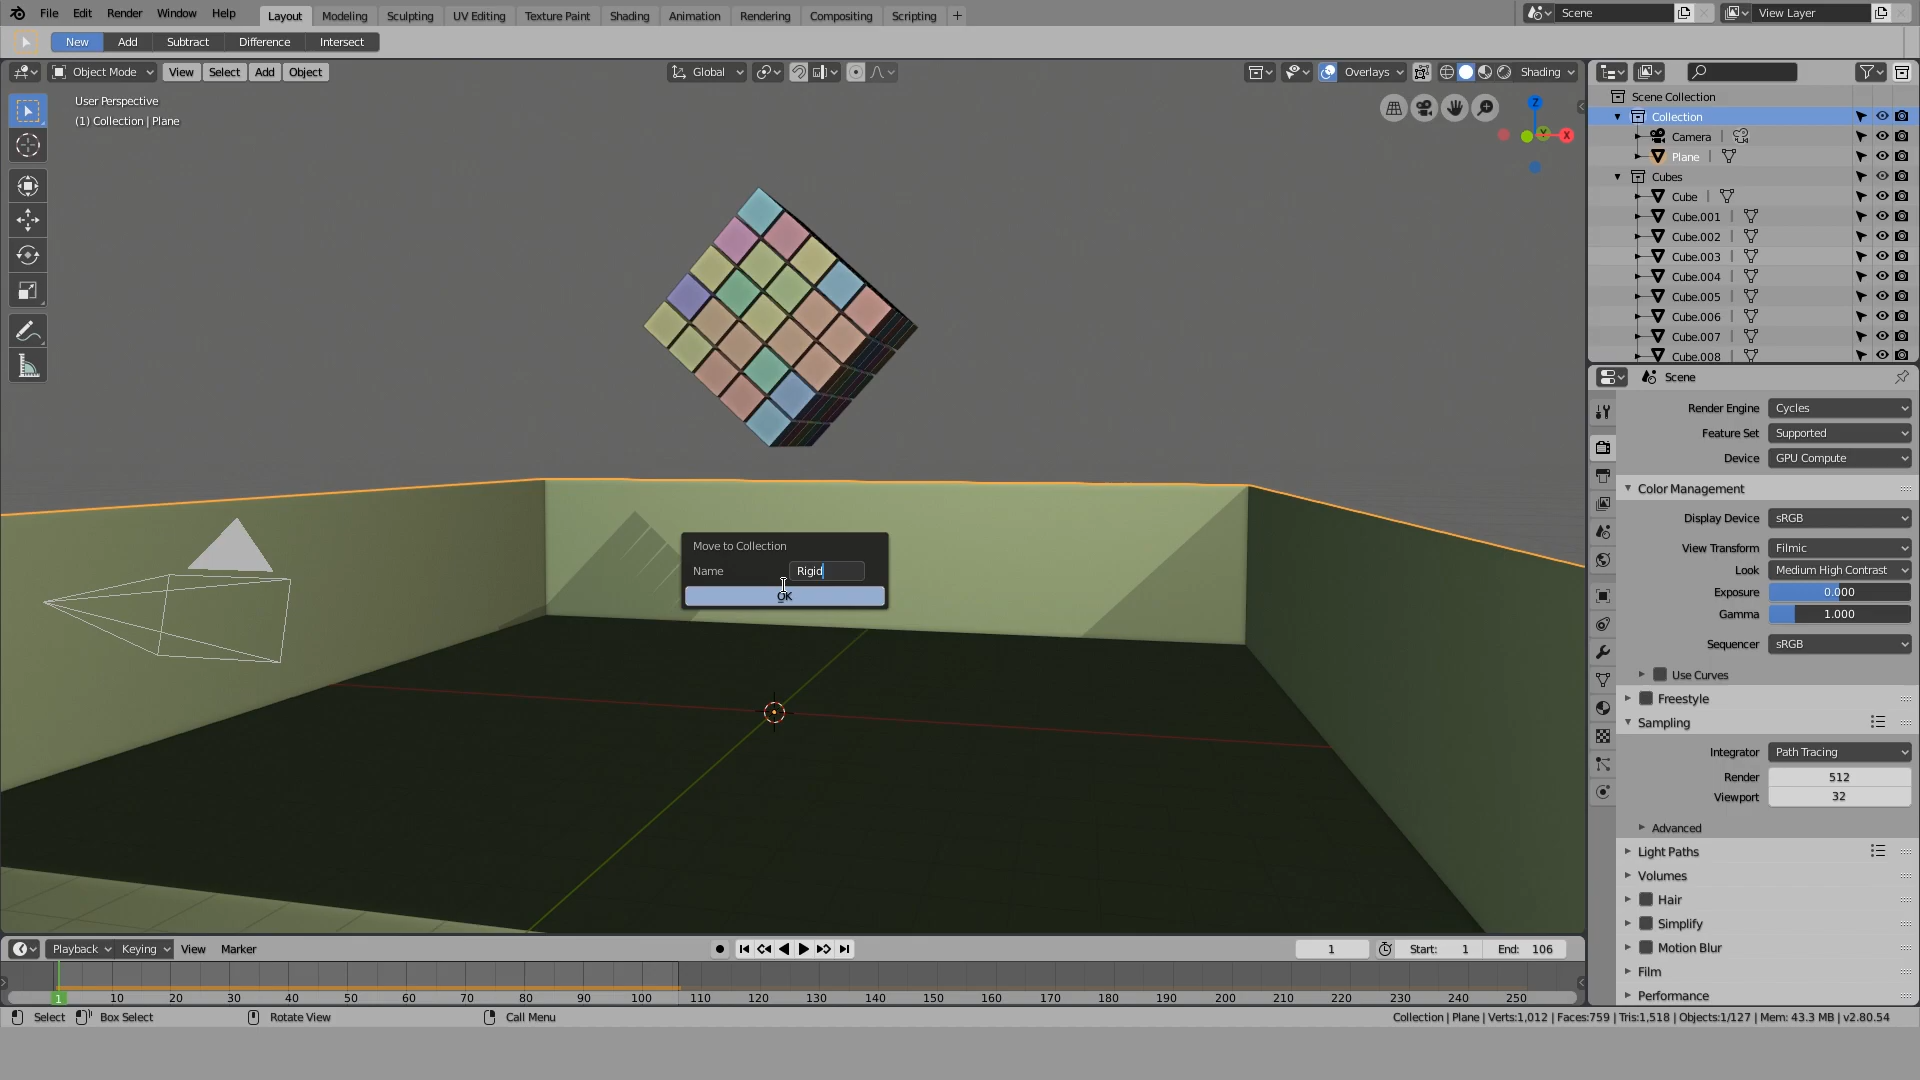 File Edit Render Window Help Layout Modeling Sculpting UV Editing Texture Paint Shading Animation Rendering Compositing Scripting + Scene View Layer
New Add Subtract Difference Intersect
Object Mode View Select Add Object Global Overlays Shading
User Perspective
(1) Collection | Plane
Z
Y
X
Scene Collection
Collection
Camera
Plane
Cubes
Cube
Cube.001
Cube.002
Cube.003
Cube.004
Cube.005
Cube.006
Cube.007
Cube.008
Move to Collection
Name Rigid
OK
Scene
Render Engine Cycles
Feature Set Supported
Device GPU Compute
Color Management
Display Device sRGB
View Transform Filmic
Look Medium High Contrast
Exposure 0.000
Gamma 1.000
Sequencer sRGB
Use Curves
Freestyle
Sampling
Integrator Path Tracing
Render 512
Viewport 32
Advanced
Light Paths
Volumes
Hair
Simplify
Motion Blur
Film
Performance
Playback Keying View Marker 1 Start: 1 End: 106
1 10 20 30 40 50 60 70 80 90 100 110 120 130 140 150 160 170 180 190 200 210 220 230 240 250
Select Box Select Rotate View Call Menu Collection | Plane | Verts:1,012 | Faces:759 | Tris:1,518 | Objects:1/127 | Mem: 43.3 MB | v2.80.54